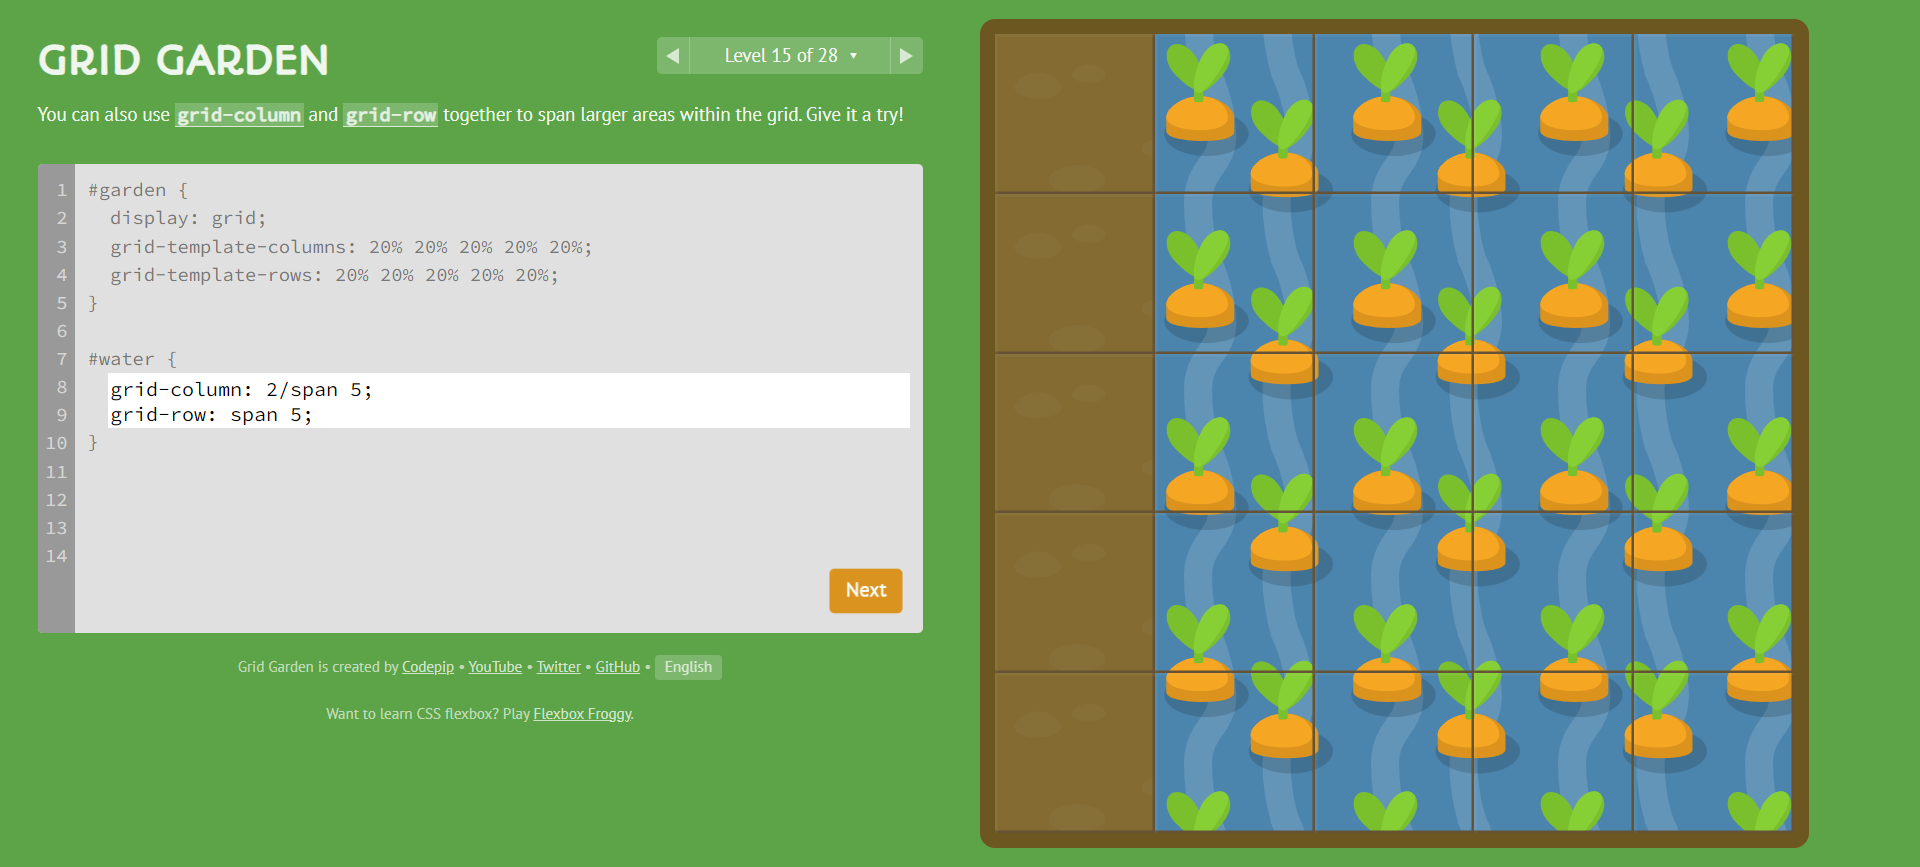 GRID GARDEN
◀ Level 15 of 28 ▾ ▶
You can also use grid-column and grid-row together to span larger areas within the grid. Give it a try!
1 #garden {
2   display: grid;
3   grid-template-columns: 20% 20% 20% 20% 20%;
4   grid-template-rows: 20% 20% 20% 20% 20%;
5 }
6
7 #water {
8   grid-column: 2/span 5;
9   grid-row: span 5;
10 }
11
12
13
14
Next
Grid Garden is created by Codepip • YouTube • Twitter • GitHub • English
Want to learn CSS flexbox? Play Flexbox Froggy.